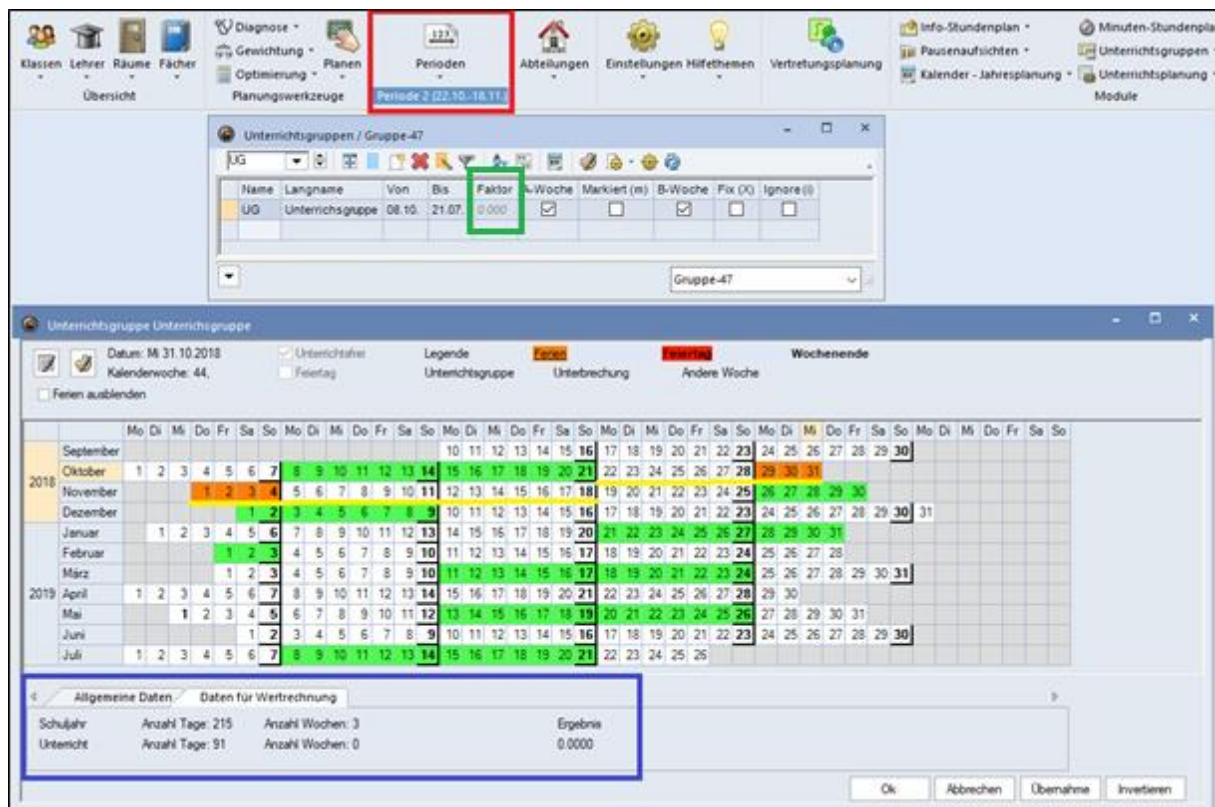 Klassen Lehrer Räume Fächer
Übersicht
Diagnose
Gewichtung
Optimierung
Planen
Planungswerkzeuge
Perioden
Periode 2 (22.10.-18.11.)
Abteilungen
Einstellungen Hilfethemen
Vertretungsplanung
Info-Stundenplan
Pausenaufsichten
Kalender - Jahresplanung
Minuten-Stundenpla
Unterrichtsgruppen
Unterrichtsplanung
Module
Unterrichtsgruppen / Gruppe-47
UG
Name Langname Von Bis Faktor A-Woche Markiert (m) B-Woche Fix (X) Ignore (i)
UG Unterrichsgruppe 08.10. 21.07. 0.000
Gruppe-47
Unterrichtsgruppe Unterrichsgruppe
Datum: Mi 31.10.2018 Unterrichtsfrei Legende Ferien Feiertag Wochenende
Kalenderwoche: 44, Feiertag Unterrichtsgruppe Unterbrechung Andere Woche
Ferien ausblenden
Mo Di Mi Do Fr Sa So Mo Di Mi Do Fr Sa So Mo Di Mi Do Fr Sa So Mo Di Mi Do Fr Sa So Mo Di Mi Do Fr Sa So Mo Di Mi Do Fr Sa So
2018
September 10 11 12 13 14 15 16 17 18 19 20 21 22 23 24 25 26 27 28 29 30
Oktober 1 2 3 4 5 6 7 8 9 10 11 12 13 14 15 16 17 18 19 20 21 22 23 24 25 26 27 28 29 30 31
November 1 2 3 4 5 6 7 8 9 10 11 12 13 14 15 16 17 18 19 20 21 22 23 24 25 26 27 28 29 30
Dezember 1 2 3 4 5 6 7 8 9 10 11 12 13 14 15 16 17 18 19 20 21 22 23 24 25 26 27 28 29 30 31
2019
Januar 1 2 3 4 5 6 7 8 9 10 11 12 13 14 15 16 17 18 19 20 21 22 23 24 25 26 27 28 29 30 31
Februar 1 2 3 4 5 6 7 8 9 10 11 12 13 14 15 16 17 18 19 20 21 22 23 24 25 26 27 28
März 1 2 3 4 5 6 7 8 9 10 11 12 13 14 15 16 17 18 19 20 21 22 23 24 25 26 27 28 29 30 31
April 1 2 3 4 5 6 7 8 9 10 11 12 13 14 15 16 17 18 19 20 21 22 23 24 25 26 27 28 29 30
Mai 1 2 3 4 5 6 7 8 9 10 11 12 13 14 15 16 17 18 19 20 21 22 23 24 25 26 27 28 29 30 31
Juni 1 2 3 4 5 6 7 8 9 10 11 12 13 14 15 16 17 18 19 20 21 22 23 24 25 26 27 28 29 30
Juli 1 2 3 4 5 6 7 8 9 10 11 12 13 14 15 16 17 18 19 20 21 22 23 24 25 26
Allgemeine Daten Daten für Wertrechnung
Schuljahr Anzahl Tage: 215 Anzahl Wochen: 3 Ergebnis
Unterricht Anzahl Tage: 91 Anzahl Wochen: 0 0.0000
Ok Abbrechen Übernahme Invertieren